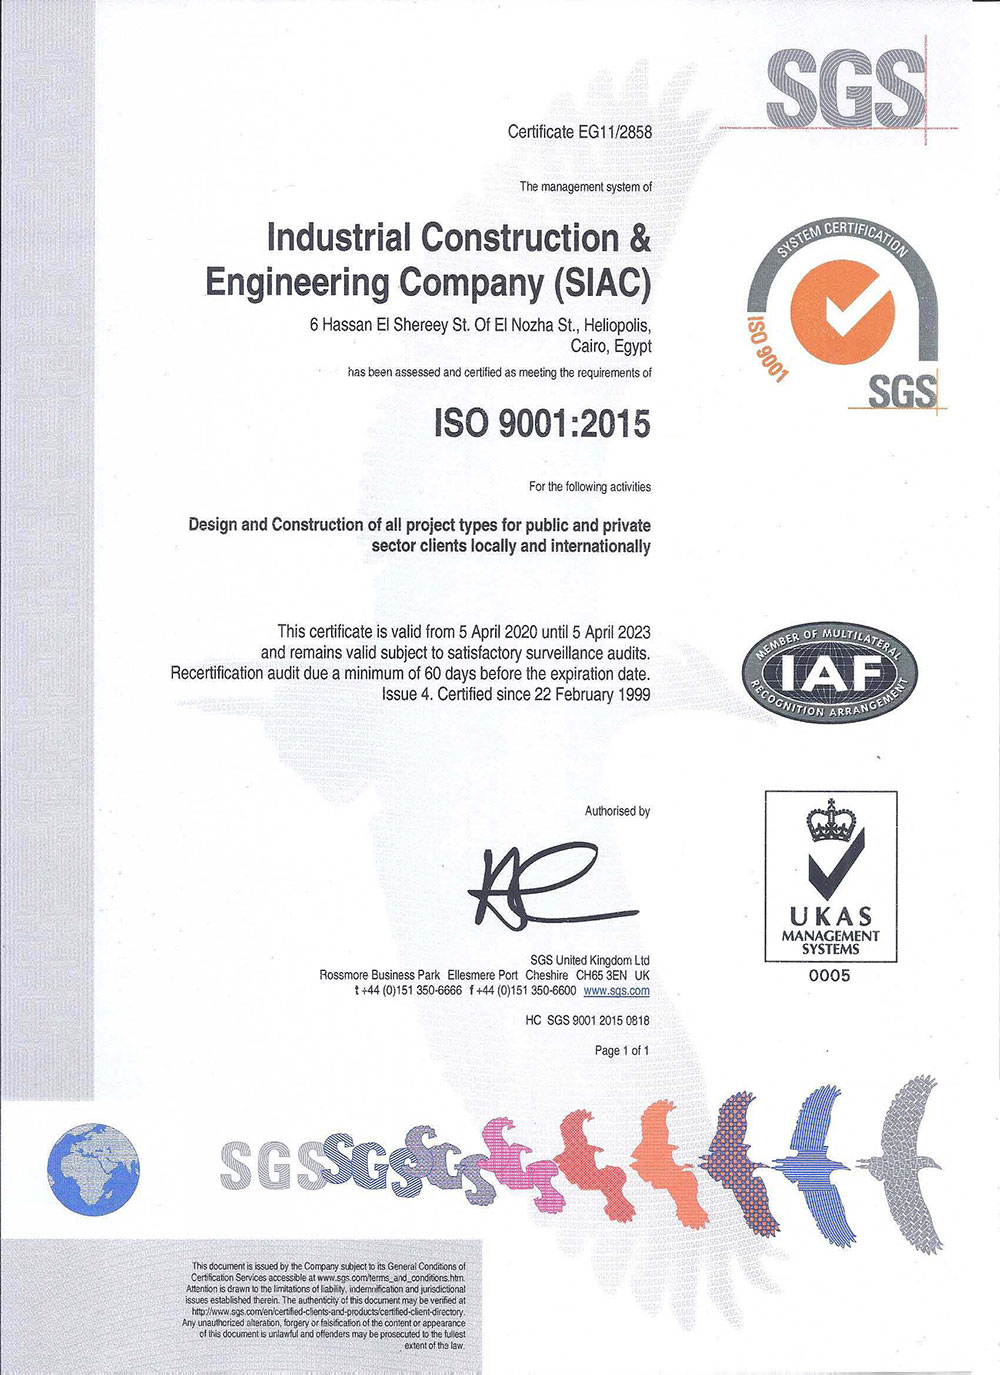 SGS
Certificate EG11/2858
The management system of
Industrial Construction &
Engineering Company (SIAC)
6 Hassan El Shereey St. Of El Nozha St., Heliopolis,
Cairo, Egypt
has been assessed and certified as meeting the requirements of
ISO 9001:2015
For the following activities
Design and Construction of all project types for public and private
sector clients locally and internationally
This certificate is valid from 5 April 2020 until 5 April 2023
and remains valid subject to satisfactory surveillance audits.
Recertification audit due a minimum of 60 days before the expiration date.
Issue 4. Certified since 22 February 1999
Authorised by
SGS United Kingdom Ltd
Rossmore Business Park Ellesmere Port Cheshire CH65 3EN UK
t +44 (0)151 350-6666 f +44 (0)151 350-6600 www.sgs.com
HC SGS 9001 2015 0818
Page 1 of 1
SYSTEM CERTIFICATION
ISO 9001
SGS
MEMBER OF MULTILATERAL
IAF
RECOGNITION ARRANGEMENT
UKAS
MANAGEMENT
SYSTEMS
0005
SGS SGS SGS
This document is issued by the Company subject to its General Conditions of
Certification Services accessible at www.sgs.com/terms_and_conditions.htm.
Attention is drawn to the limitations of liability, indemnification and jurisdictional
issues established therein. The authenticity of this document may be verified at
http://www.sgs.com/en/certified-clients-and-products/certified-client-directory.
Any unauthorized alteration, forgery or falsification of the content or appearance
of this document is unlawful and offenders may be prosecuted to the fullest
extent of the law.